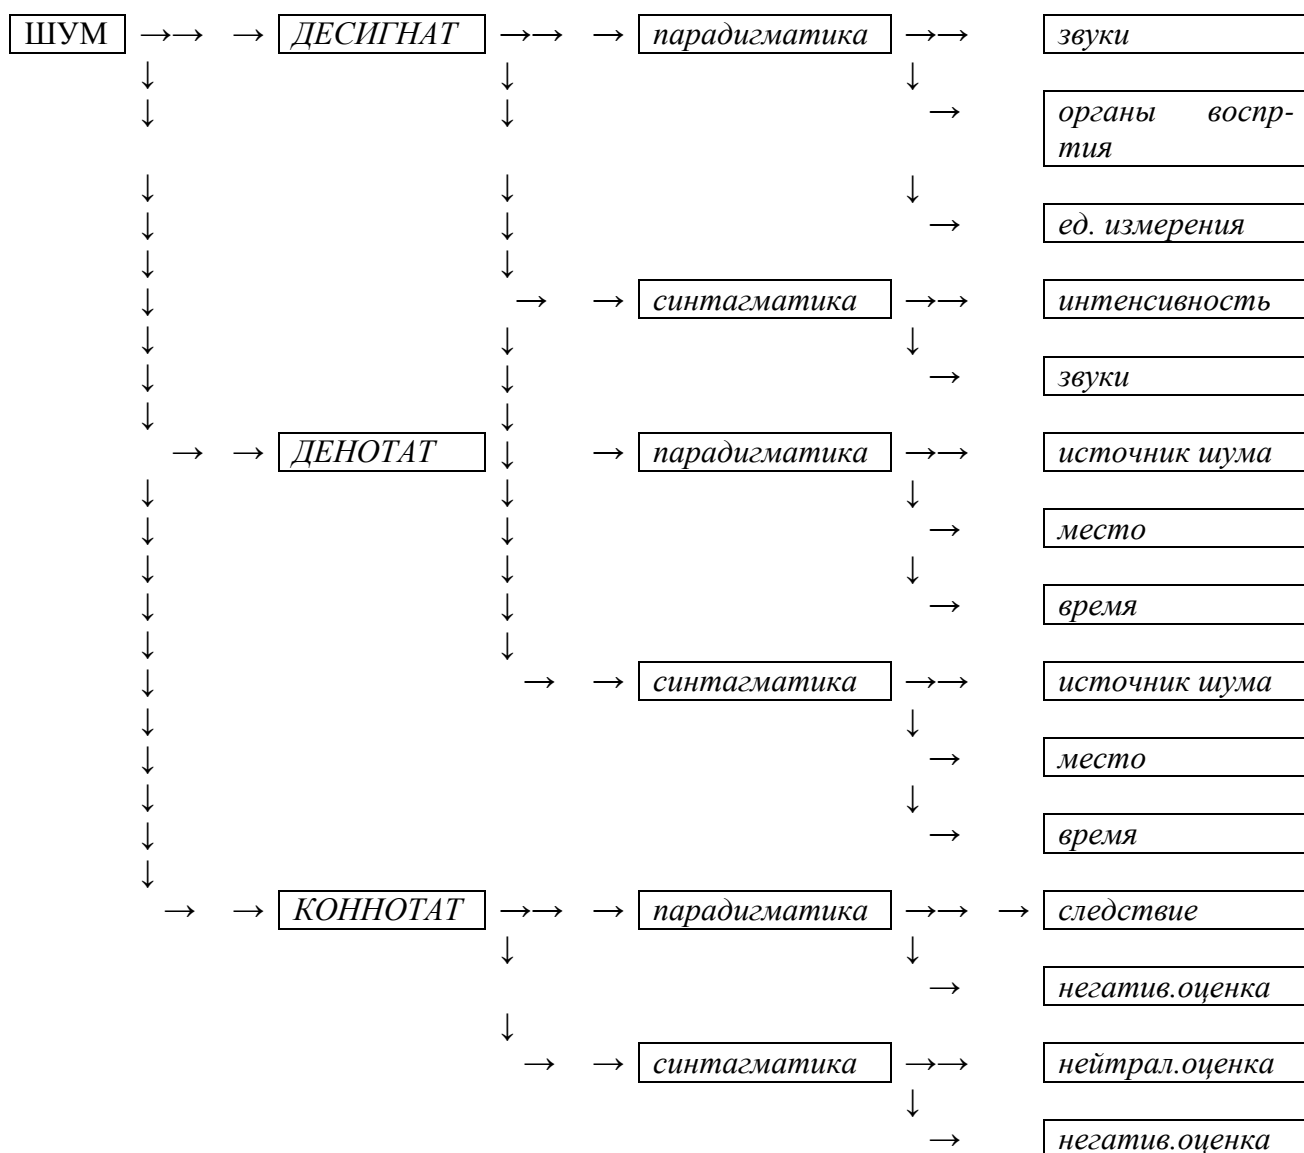 ШУМ →→ → ДЕСИГНАТ →→ → парадигматика →→ звуки
↓ ↓ ↓
↓ ↓ → органы воспр-
тия
↓ ↓ ↓
↓ ↓ → ед. измерения
↓ ↓
↓ → → синтагматика →→ интенсивность
↓ ↓ ↓
↓ ↓ → звуки
↓ ↓
→ → ДЕНОТАТ ↓ → парадигматика →→ источник шума
↓ ↓ ↓
↓ ↓ → место
↓ ↓ ↓
↓ ↓ → время
↓ ↓
↓ → → синтагматика →→ источник шума
↓ ↓
↓ → место
↓ ↓
↓ → время
↓
→ → КОННОТАТ →→ → парадигматика →→ → следствие
↓ ↓
→ негатив.оценка
↓
→ → синтагматика →→ нейтрал.оценка
↓
→ негатив.оценка